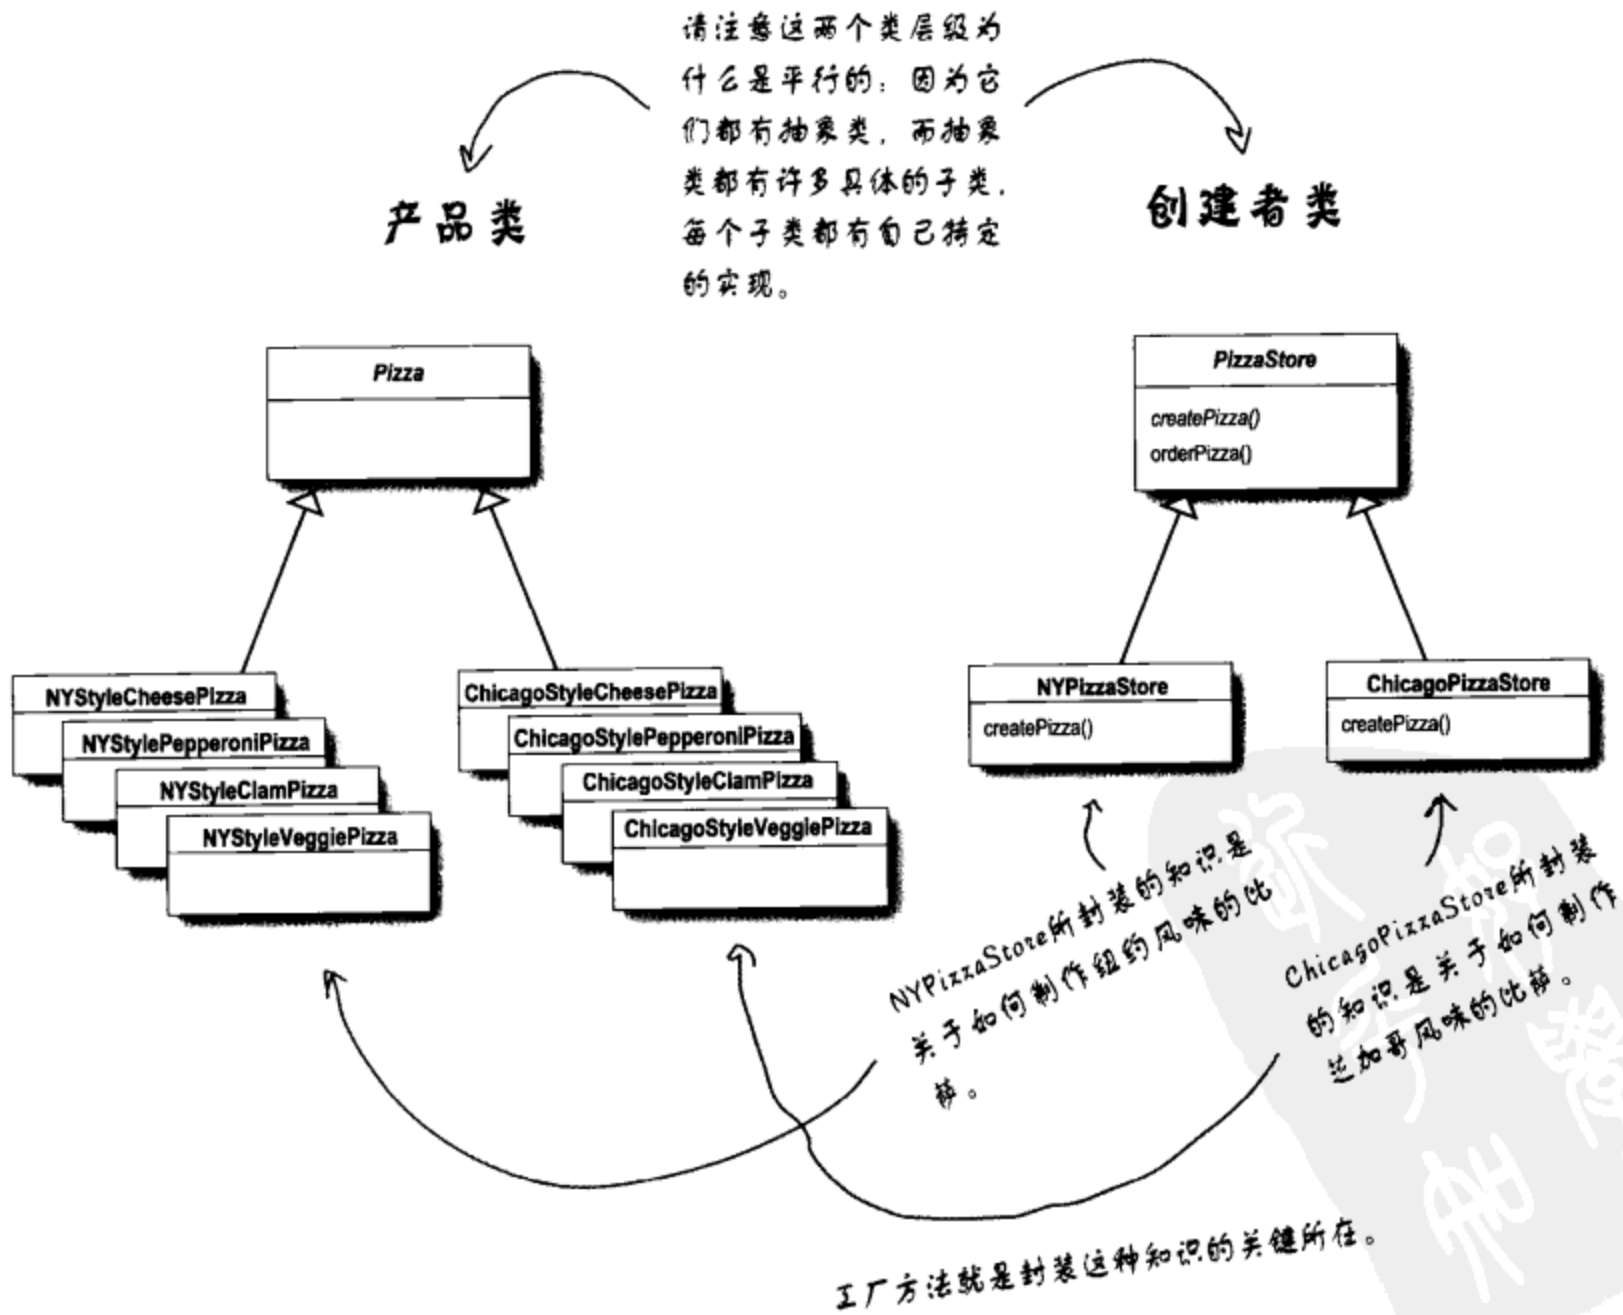 请注意这两个类层级为
什么是平行的：因为它
们都有抽象类，而抽象
类都有许多具体的子类，
每个子类都有自己特定
的实现。
产品类
创建者类
Pizza
PizzaStore
createPizza()
orderPizza()
NYStyleCheesePizza
NYStylePepperoniPizza
NYStyleClamPizza
NYStyleVeggiePizza
ChicagoStyleCheesePizza
ChicagoStylePepperoniPizza
ChicagoStyleClamPizza
ChicagoStyleVeggiePizza
NYPizzaStore
createPizza()
ChicagoPizzaStore
createPizza()
NYPizzaStore所封装的知识是
关于如何制作纽约风味的比
萨。
ChicagoPizzaStore所封装
的知识是关于如何制作
芝加哥风味的比萨。
工厂方法就是封装这种知识的关键所在。